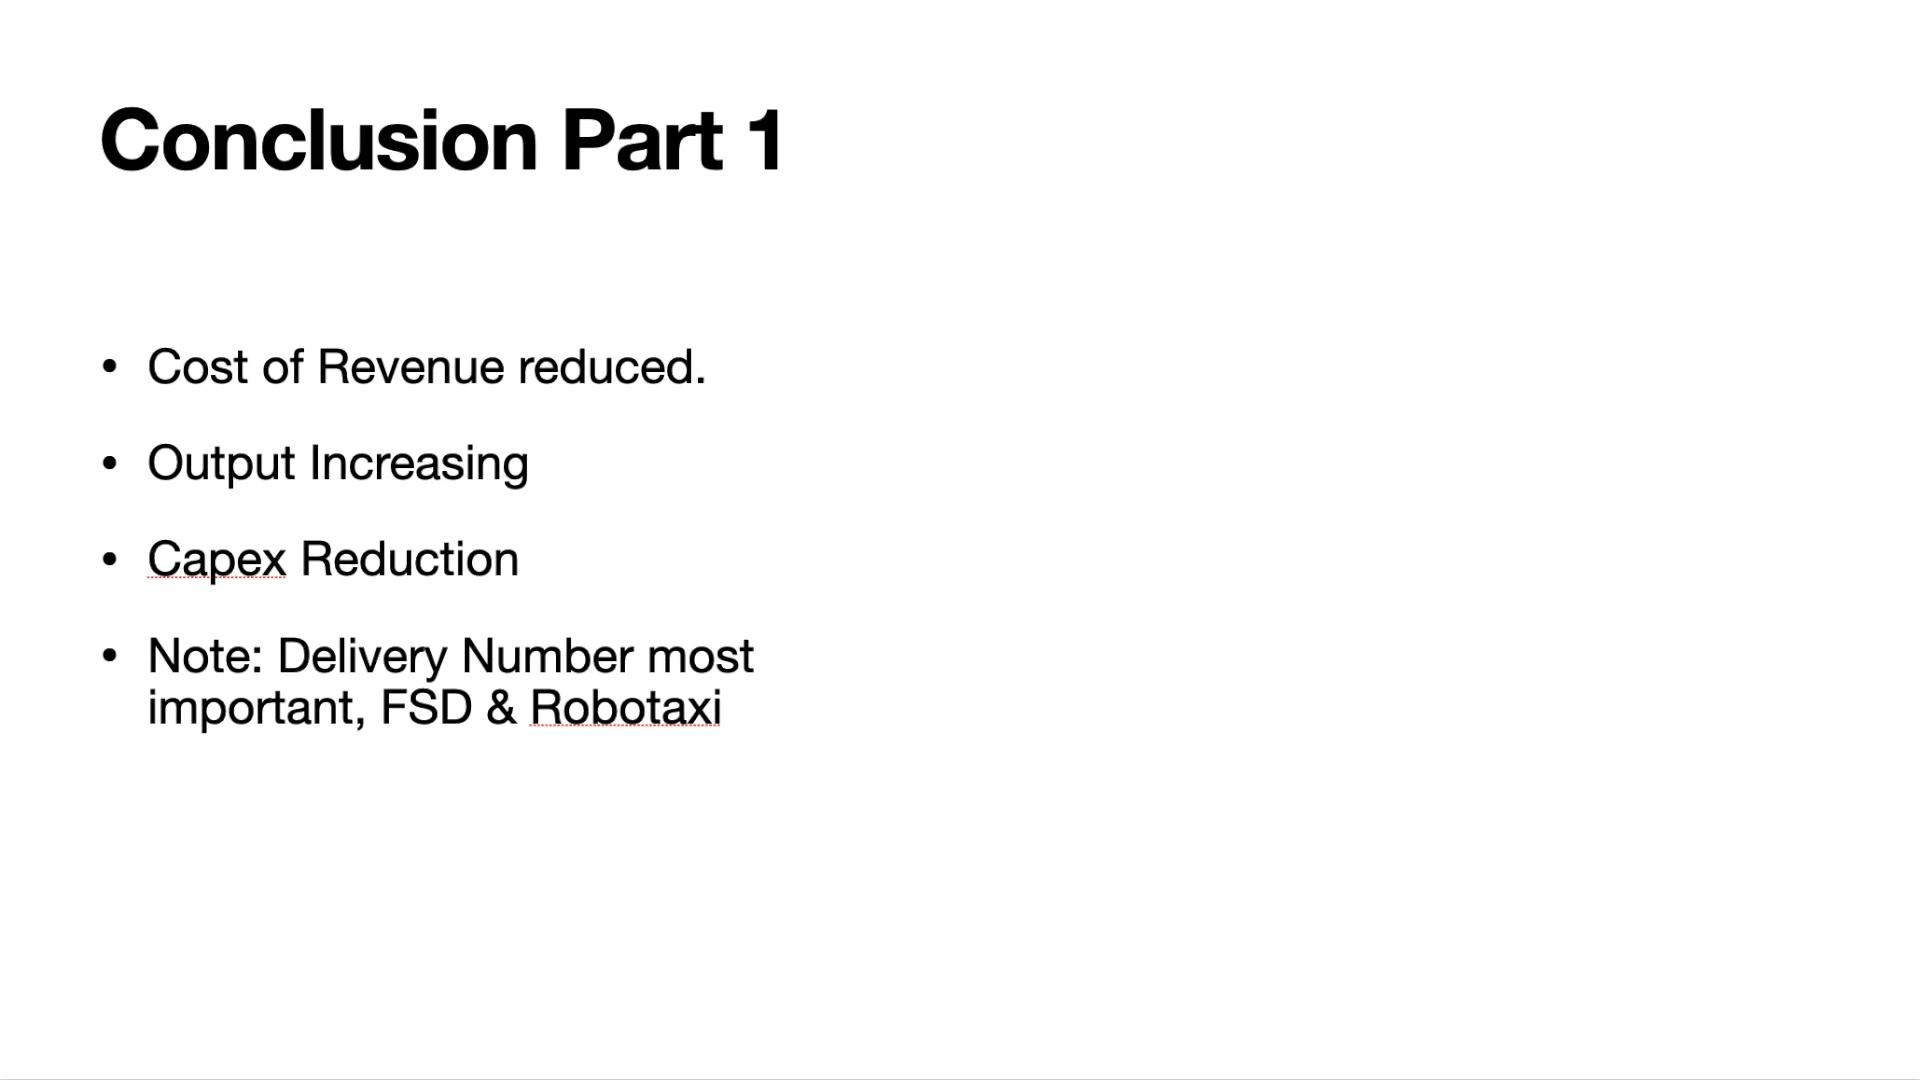 Conclusion Part 1
• Cost of Revenue reduced.
• Output Increasing
• Capex Reduction
• Note: Delivery Number most
important, FSD & Robotaxi